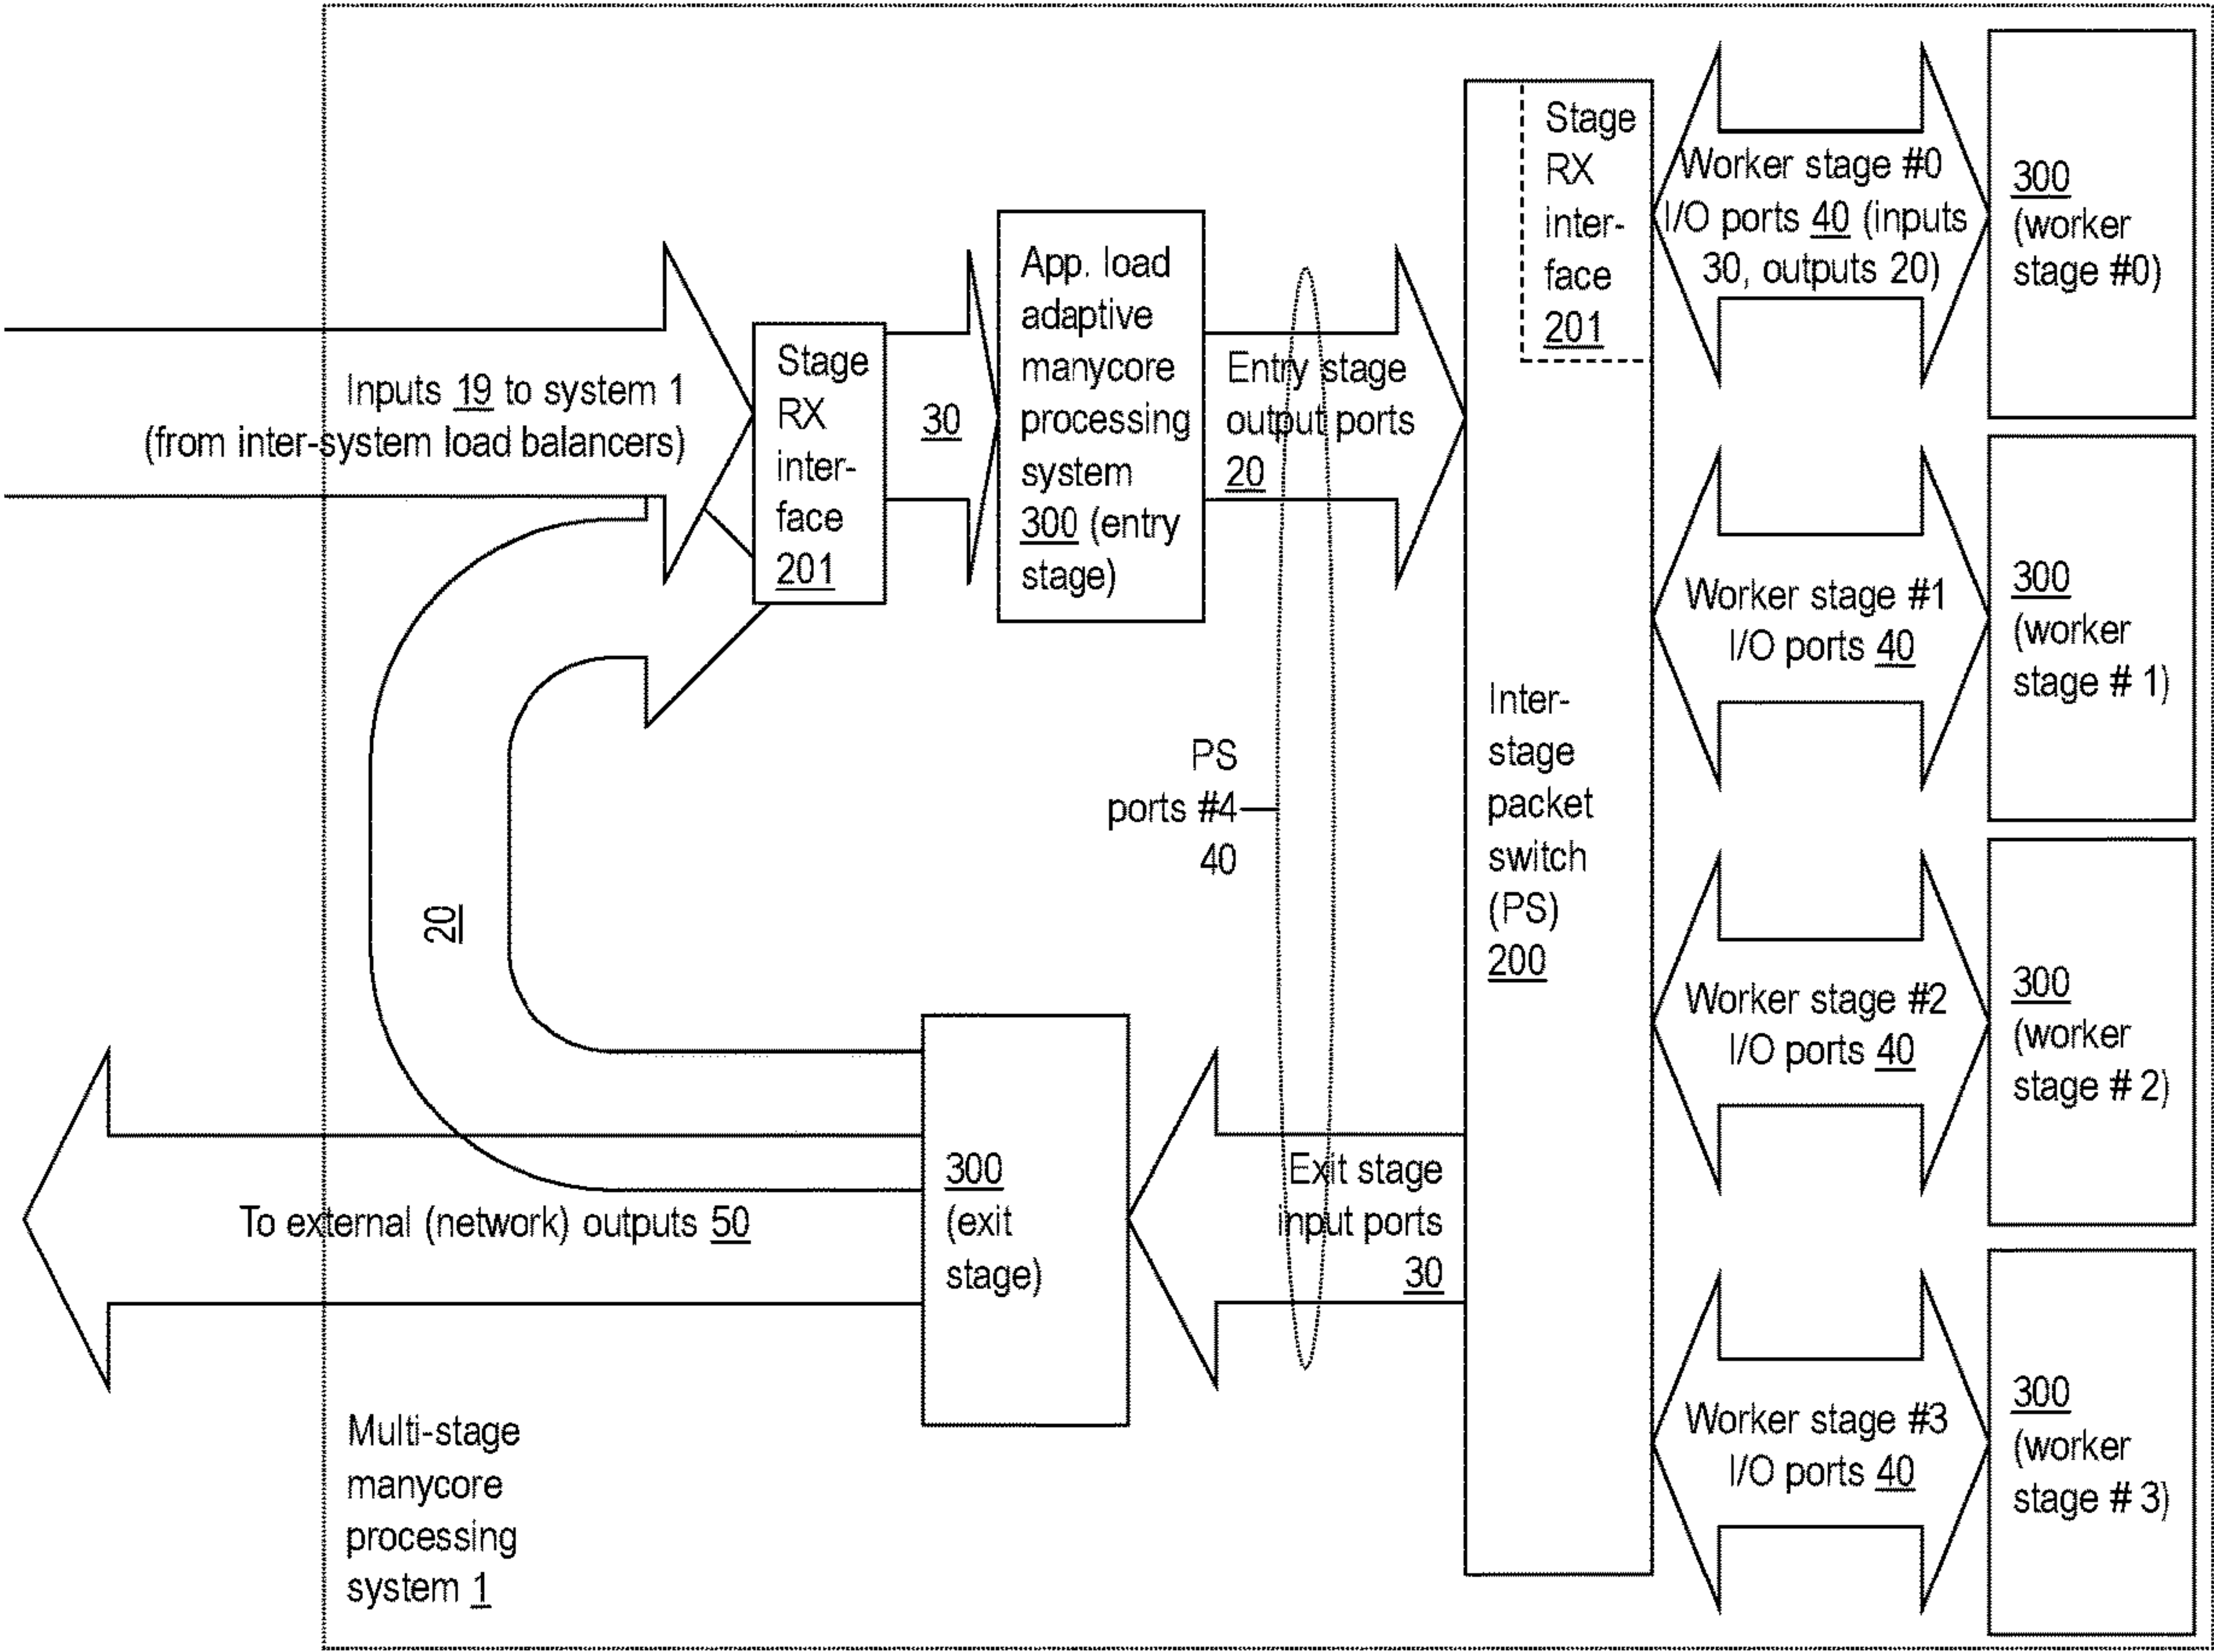 Inputs 19 to system 1
(from inter-system load balancers)
Stage
RX
inter-
face
201
30
App. load
adaptive
manycore
processing
system
300 (entry
stage)
Entry stage
output ports
20
Stage
RX
inter-
face
201
Worker stage #0
I/O ports 40 (inputs
30, outputs 20)
300
(worker
stage #0)
Worker stage #1
I/O ports 40
300
(worker
stage # 1)
PS
ports #4
40
Inter-
stage
packet
switch
(PS)
200
20
Worker stage #2
I/O ports 40
300
(worker
stage # 2)
To external (network) outputs 50
300
(exit
stage)
Exit stage
input ports
30
Worker stage #3
I/O ports 40
300
(worker
stage # 3)
Multi-stage
manycore
processing
system 1